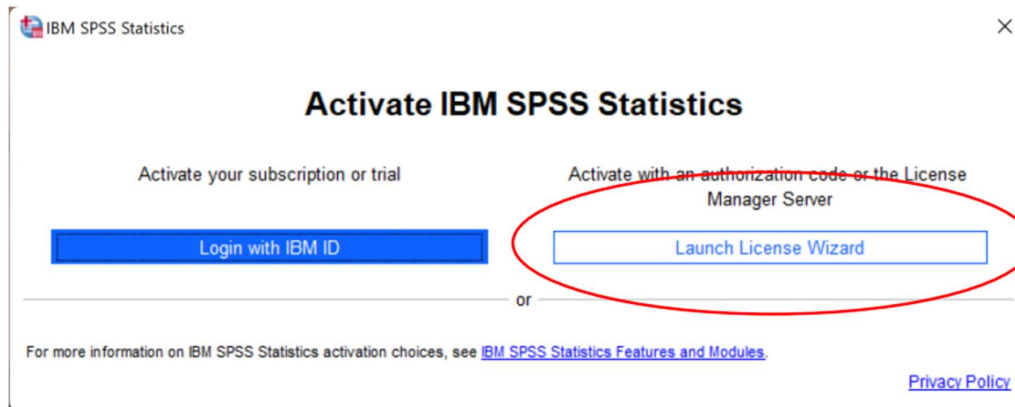 IBM SPSS Statistics
Activate IBM SPSS Statistics
Activate your subscription or trial
Login with IBM ID
Activate with an authorization code or the License
Manager Server
Launch License Wizard
or
For more information on IBM SPSS Statistics activation choices, see IBM SPSS Statistics Features and Modules.
Privacy Policy